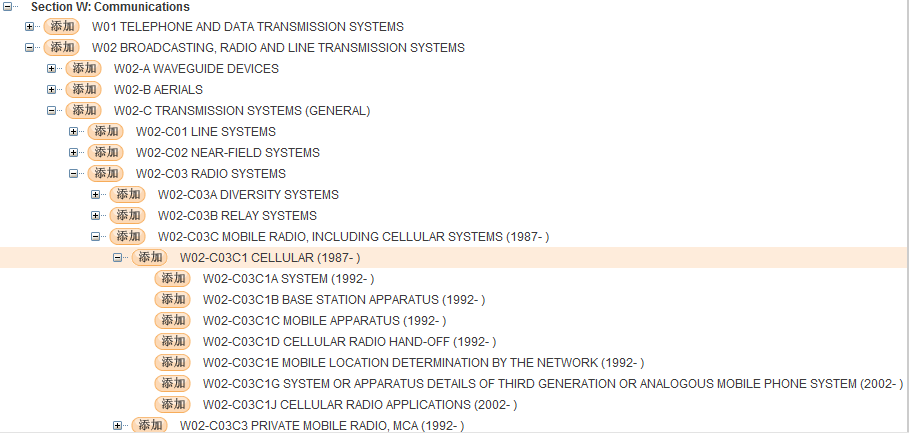 Section W: Communications
添加 W01 TELEPHONE AND DATA TRANSMISSION SYSTEMS
添加 W02 BROADCASTING, RADIO AND LINE TRANSMISSION SYSTEMS
添加 W02-A WAVEGUIDE DEVICES
添加 W02-B AERIALS
添加 W02-C TRANSMISSION SYSTEMS (GENERAL)
添加 W02-C01 LINE SYSTEMS
添加 W02-C02 NEAR-FIELD SYSTEMS
添加 W02-C03 RADIO SYSTEMS
添加 W02-C03A DIVERSITY SYSTEMS
添加 W02-C03B RELAY SYSTEMS
添加 W02-C03C MOBILE RADIO, INCLUDING CELLULAR SYSTEMS (1987- )
添加 W02-C03C1 CELLULAR (1987- )
添加 W02-C03C1A SYSTEM (1992- )
添加 W02-C03C1B BASE STATION APPARATUS (1992- )
添加 W02-C03C1C MOBILE APPARATUS (1992- )
添加 W02-C03C1D CELLULAR RADIO HAND-OFF (1992- )
添加 W02-C03C1E MOBILE LOCATION DETERMINATION BY THE NETWORK (1992- )
添加 W02-C03C1G SYSTEM OR APPARATUS DETAILS OF THIRD GENERATION OR ANALOGOUS MOBILE PHONE SYSTEM (2002- )
添加 W02-C03C1J CELLULAR RADIO APPLICATIONS (2002- )
添加 W02-C03C3 PRIVATE MOBILE RADIO, MCA (1992- )